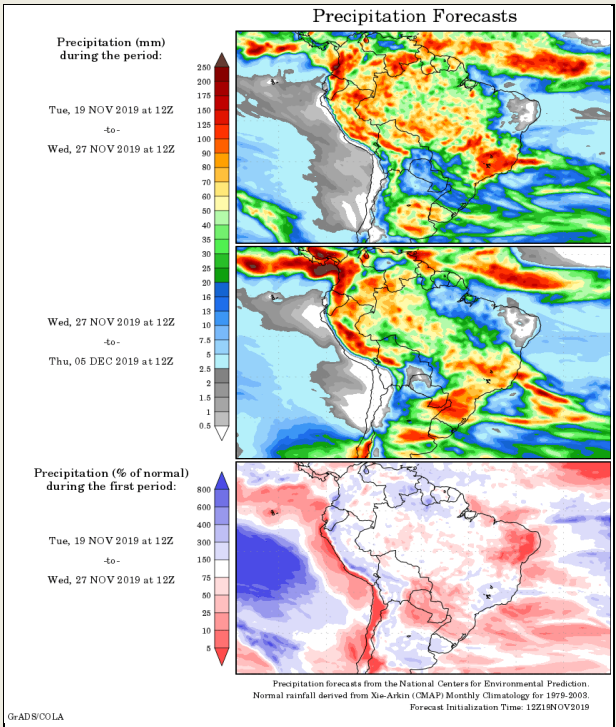 Precipitation Forecasts
Precipitation (mm)
during the period:
Tue, 19 NOV 2019 at 12Z
-to-
Wed, 27 NOV 2019 at 12Z
250
200
175
150
125
100
90
80
70
60
50
40
35
30
25
20
16
13
10
7.5
5
2.5
2
1.5
1
0.5
Wed, 27 NOV 2019 at 12Z
-to-
Thu, 05 DEC 2019 at 12Z
Precipitation (% of normal)
during the first period:
Tue, 19 NOV 2019 at 12Z
-to-
Wed, 27 NOV 2019 at 12Z
800
600
400
300
150
75
50
25
10
5
Precipitation forecasts from the National Centers for Environmental Prediction.
Normal rainfall derived from Xie-Arkin (CMAP) Monthly Climatology for 1979-2003.
Forecast Initialization Time: 12Z19NOV2019
GrADS/COLA